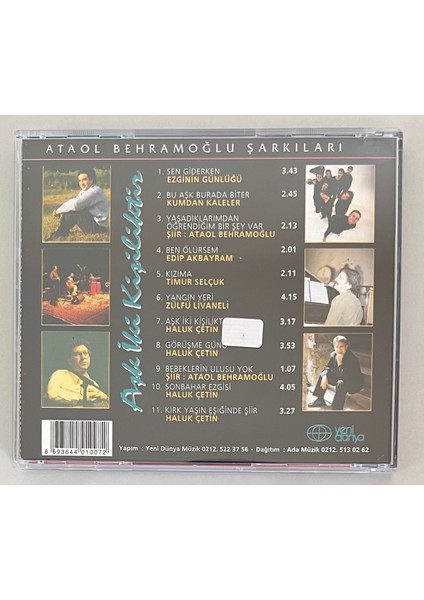 ATAOL BEHRAMOĞLU ŞARKILARI
Aşk İki Kişiliktir
1. SEN GİDERKEN 3.43
EZGİNİN GÜNLÜĞÜ
2. BU AŞK BURADA BİTER 2.45
KUMDAN KALELER
3. YAŞADIKLARIMDAN
ÖĞRENDİĞİM BİR ŞEY VAR 2.13
ŞİİR : ATAOL BEHRAMOĞLU
4. BEN ÖLÜRSEM 2.01
EDİP AKBAYRAM
5. KIZIMA 2.11
TİMUR SELÇUK
6. YANGIN YERİ 4.15
ZÜLFÜ LİVANELİ
7. AŞK İKİ KİŞİLİKT 3.17
HALUK ÇETİN
8. GÖRÜŞME GÜNÜ 3.53
HALUK ÇETİN
9. BEBEKLERİN ULUSU YOK 1.07
ŞİİR : ATAOL BEHRAMOĞLU
10. SONBAHAR EZGİSİ 4.05
HALUK ÇETİN
11. KIRK YAŞIN EŞİĞİNDE ŞİİR 3.27
HALUK ÇETİN
8 693644 010072
yeni dünya
Yapım : Yeni Dünya Müzik 0212. 522 37 56 - Dağıtım : Ada Müzik 0212. 513 02 62